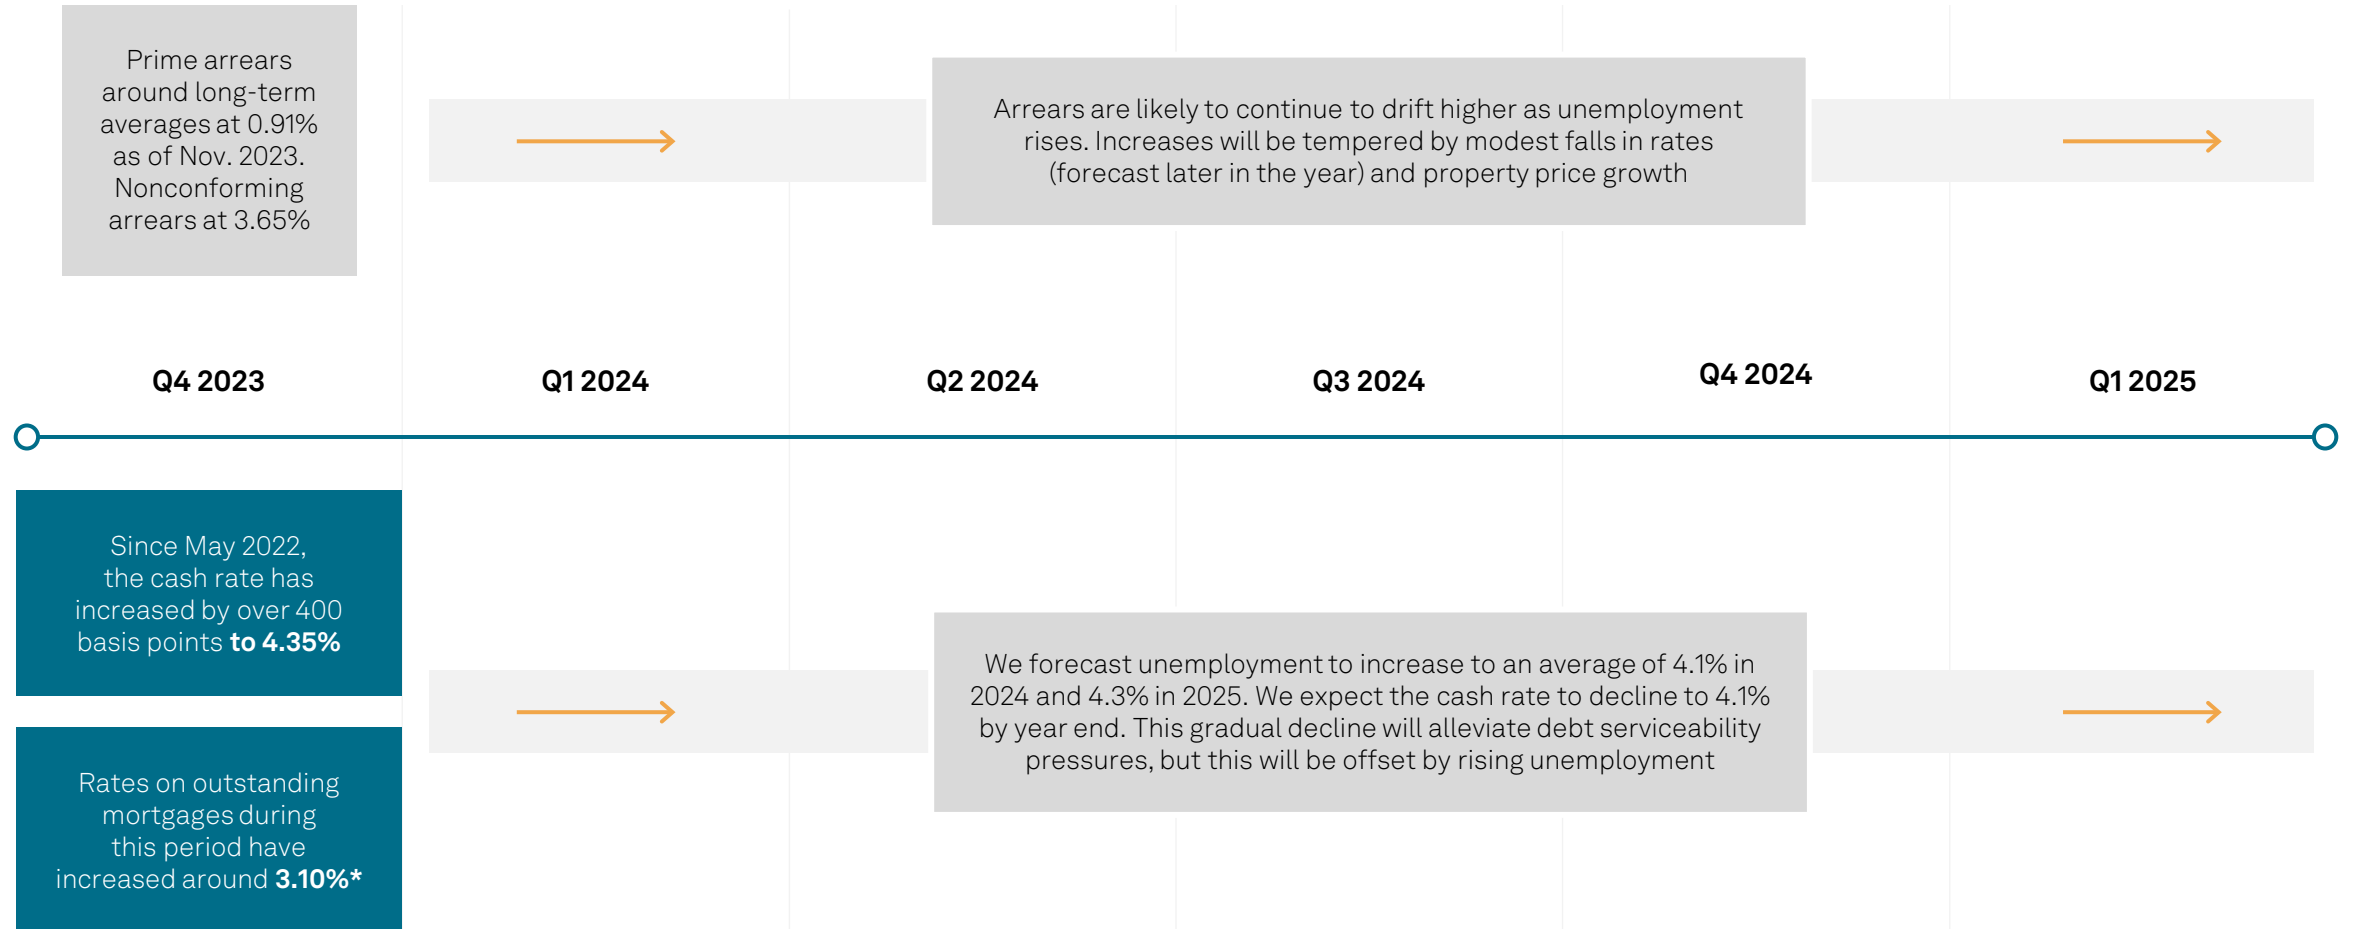 Prime arrears
around long-term
averages at 0.91%
as of Nov. 2023.
Nonconforming
arrears at 3.65%
Arrears are likely to continue to drift higher as unemployment
rises. Increases will be tempered by modest falls in rates
(forecast later in the year) and property price growth
Q4 2023
Q1 2024
Q2 2024
Q3 2024
Q4 2024
Q1 2025
Since May 2022,
the cash rate has
increased by over 400
basis points to 4.35%
Rates on outstanding
mortgages during
this period have
increased around 3.10%*
We forecast unemployment to increase to an average of 4.1% in
2024 and 4.3% in 2025. We expect the cash rate to decline to 4.1%
by year end. This gradual decline will alleviate debt serviceability
pressures, but this will be offset by rising unemployment